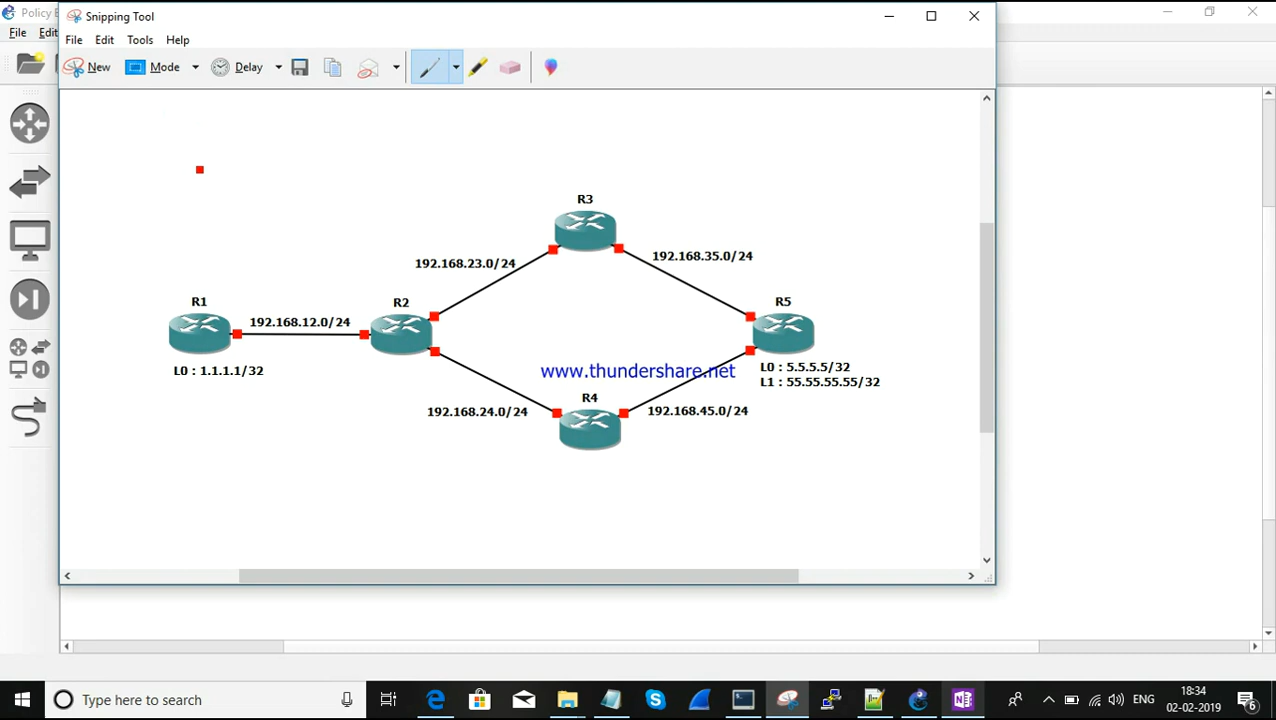 Policy
Snipping Tool
File Edit
File Edit Tools Help
New Mode Delay
R3
192.168.23.0/24
192.168.35.0/24
R1
R2
R5
192.168.12.0/24
L0 : 1.1.1.1/32
www.thundershare.net
L0 : 5.5.5.5/32
L1 : 55.55.55.55/32
R4
192.168.24.0/24
192.168.45.0/24
Type here to search
ENG
18:34
02-02-2019
6